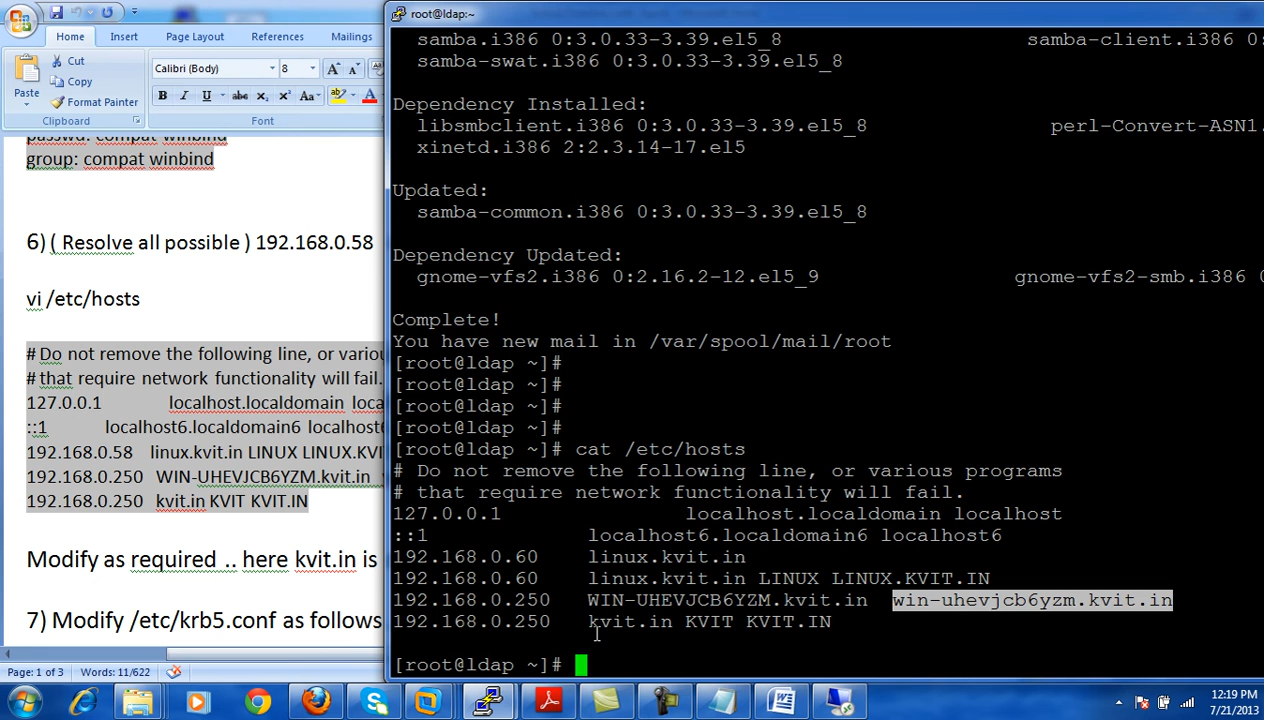 root@ldap:~
Home Insert Page Layout References Mailings
Paste
Cut
Copy
Format Painter
Calibri (Body) 8
B I U abc X₂ X² Aa A
Clipboard
Font
passwd: compat winbind
group: compat winbind
6) ( Resolve all possible ) 192.168.0.58
vi /etc/hosts
# Do not remove the following line, or variou
# that require network functionality will fail.
127.0.0.1 localhost.localdomain loca
::1 localhost6.localdomain6 localhost6
192.168.0.58 linux.kvit.in LINUX LINUX.KVI
192.168.0.250 WIN-UHEVJCB6YZM.kvit.in
192.168.0.250 kvit.in KVIT KVIT.IN
Modify as required .. here kvit.in is
7) Modify /etc/krb5.conf as follows
Page: 1 of 3 Words: 11/622
samba.i386 0:3.0.33-3.39.el5_8 samba-client.i386 0:
samba-swat.i386 0:3.0.33-3.39.el5_8
Dependency Installed:
libsmbclient.i386 0:3.0.33-3.39.el5_8 perl-Convert-ASN1.
xinetd.i386 2:2.3.14-17.el5
Updated:
samba-common.i386 0:3.0.33-3.39.el5_8
Dependency Updated:
gnome-vfs2.i386 0:2.16.2-12.el5_9 gnome-vfs2-smb.i386 0
Complete!
You have new mail in /var/spool/mail/root
[root@ldap ~]#
[root@ldap ~]#
[root@ldap ~]#
[root@ldap ~]#
[root@ldap ~]# cat /etc/hosts
# Do not remove the following line, or various programs
# that require network functionality will fail.
127.0.0.1 localhost.localdomain localhost
::1 localhost6.localdomain6 localhost6
192.168.0.60 linux.kvit.in
192.168.0.60 linux.kvit.in LINUX LINUX.KVIT.IN
192.168.0.250 WIN-UHEVJCB6YZM.kvit.in win-uhevjcb6yzm.kvit.in
192.168.0.250 kvit.in KVIT KVIT.IN
[root@ldap ~]#
12:19 PM
7/21/2013